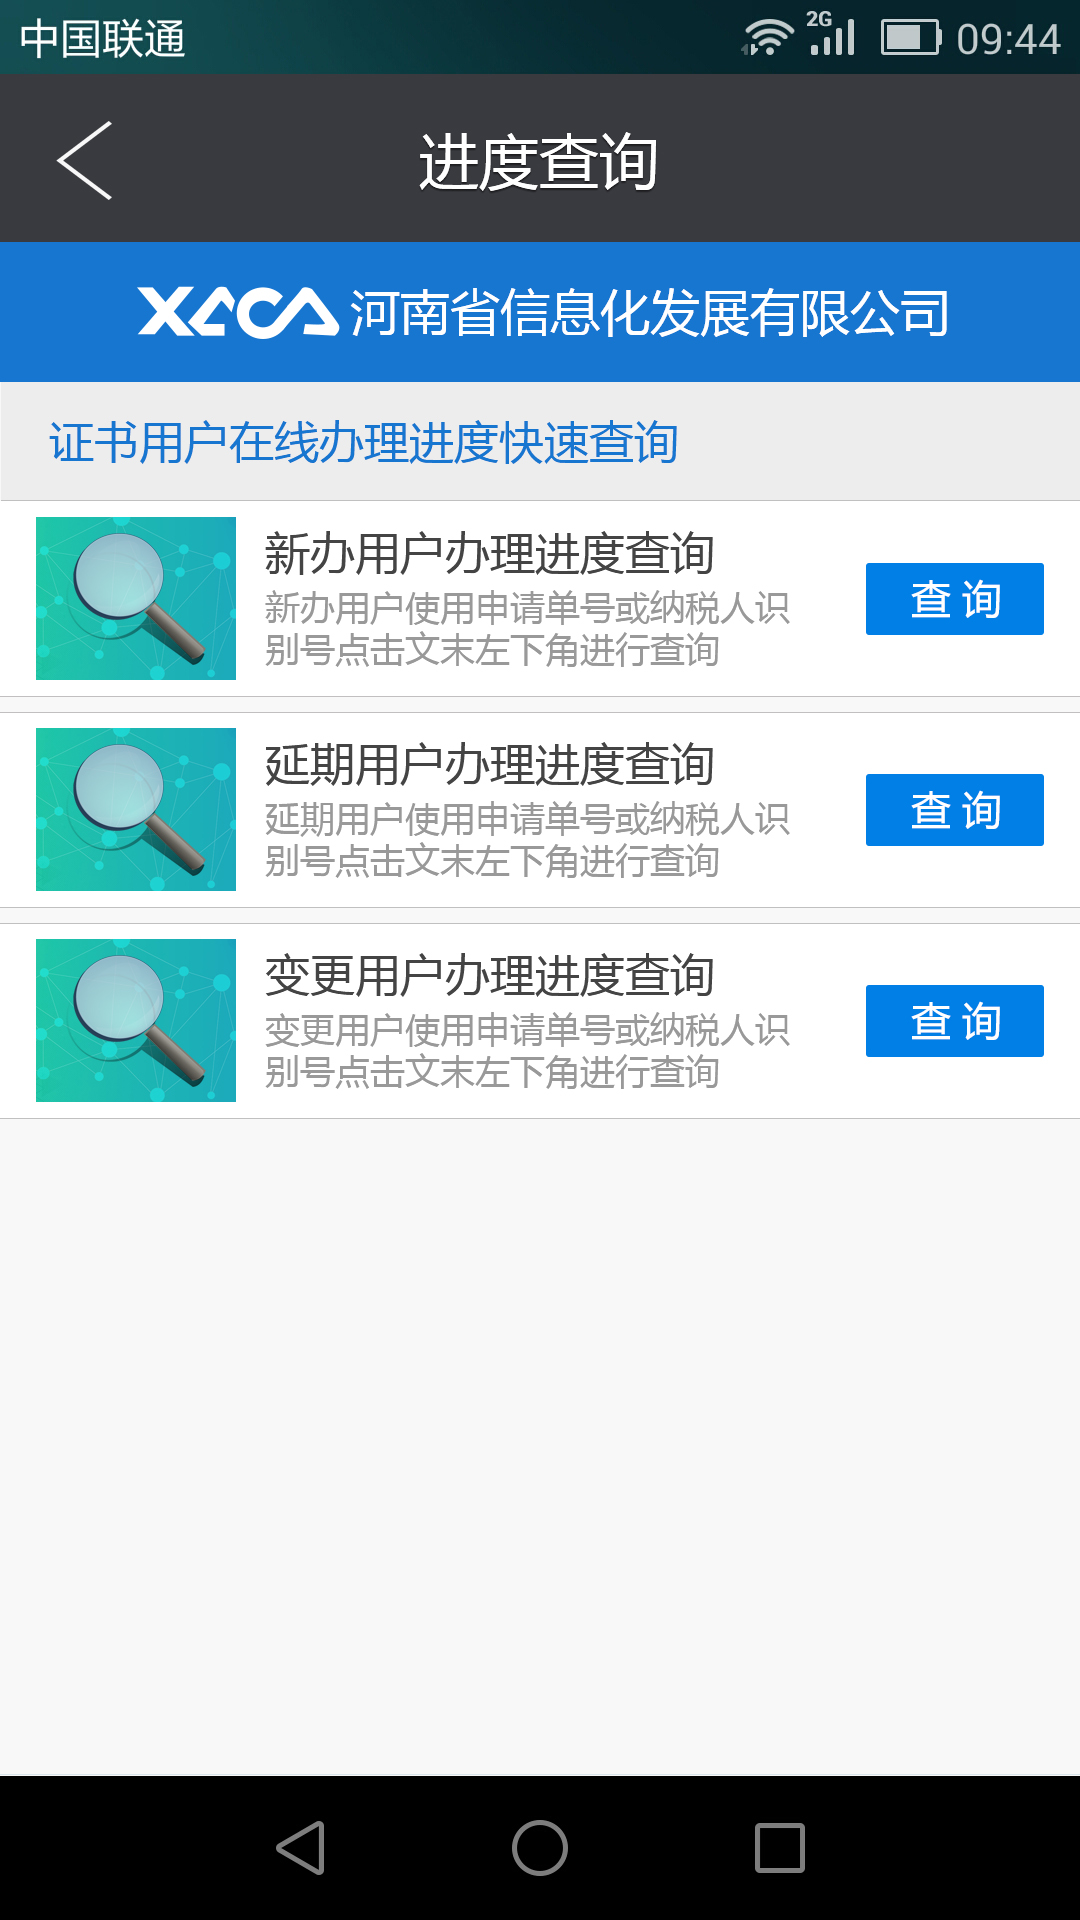 中国联通
2G
09:44
进度查询
XACA 河南省信息化发展有限公司
证书用户在线办理进度快速查询
新办用户办理进度查询
新办用户使用申请单号或纳税人识
别号点击文末左下角进行查询
查 询
延期用户办理进度查询
延期用户使用申请单号或纳税人识
别号点击文末左下角进行查询
查 询
变更用户办理进度查询
变更用户使用申请单号或纳税人识
别号点击文末左下角进行查询
查 询